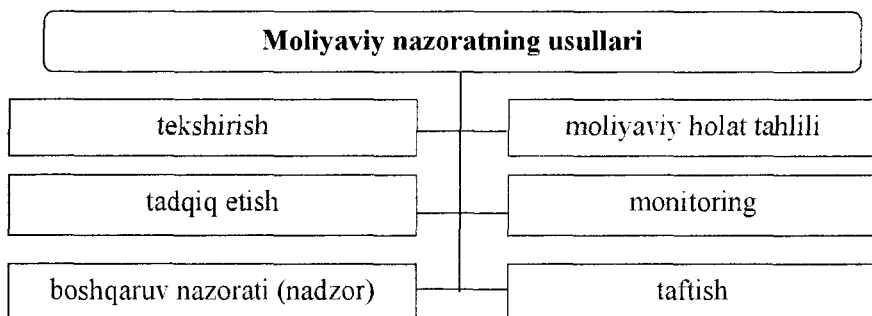 Moliyaviy nazoratning usullari
tekshirish
moliyaviy holat tahlili
tadqiq etish
monitoring
boshqaruv nazorati (nadzor)
taftish